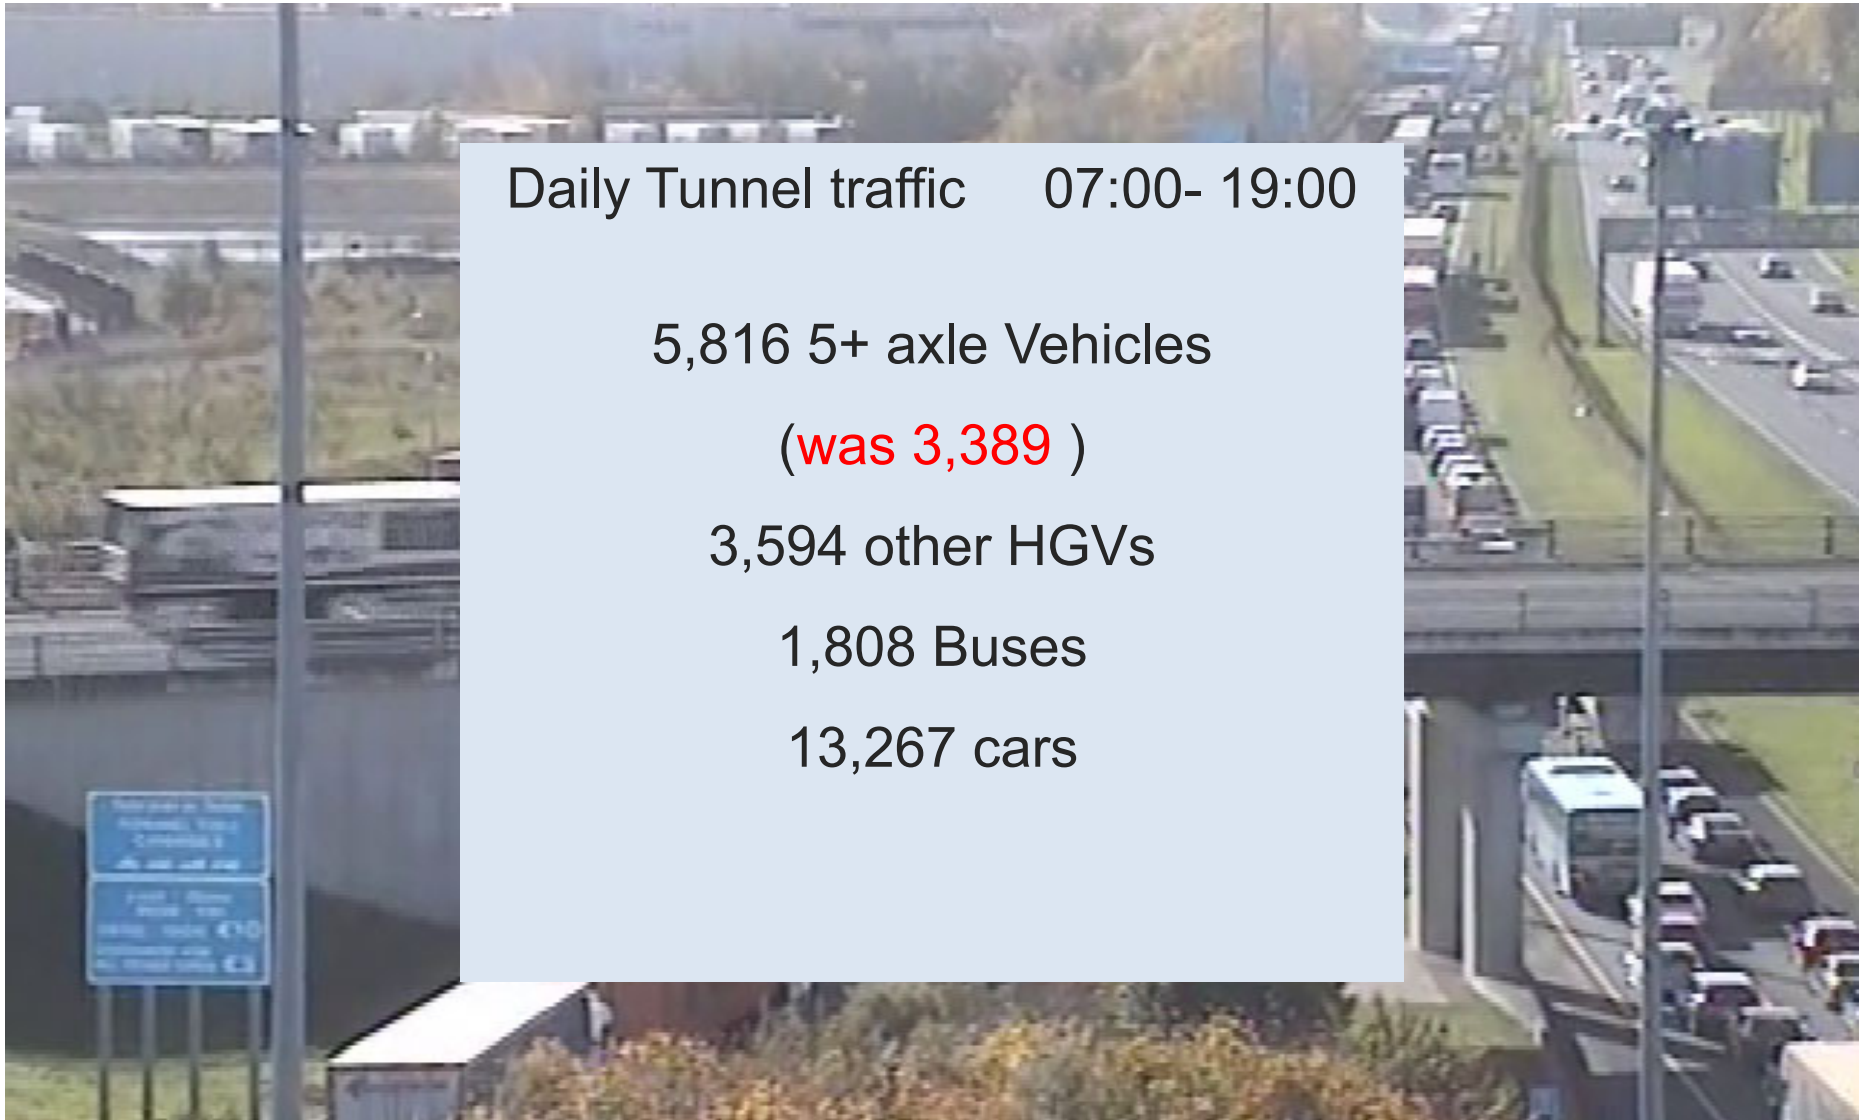 Daily Tunnel traffic 07:00- 19:00
5,816 5+ axle Vehicles
(was 3,389 )
3,594 other HGVs
1,808 Buses
13,267 cars